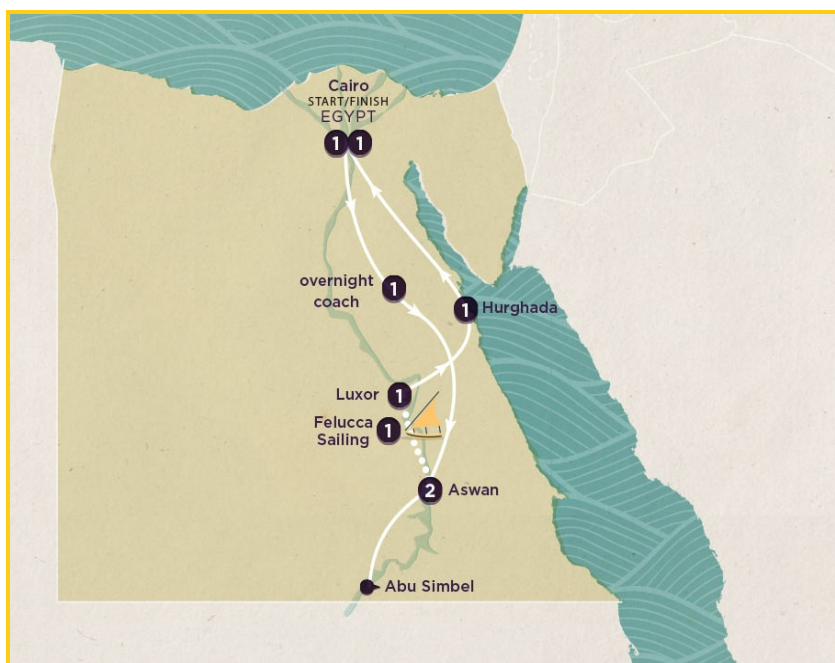 Cairo
START/FINISH
EGYPT
1 1
overnight
coach
1
1 Hurghada
Luxor 1
Felucca
Sailing
1
2 Aswan
Abu Simbel